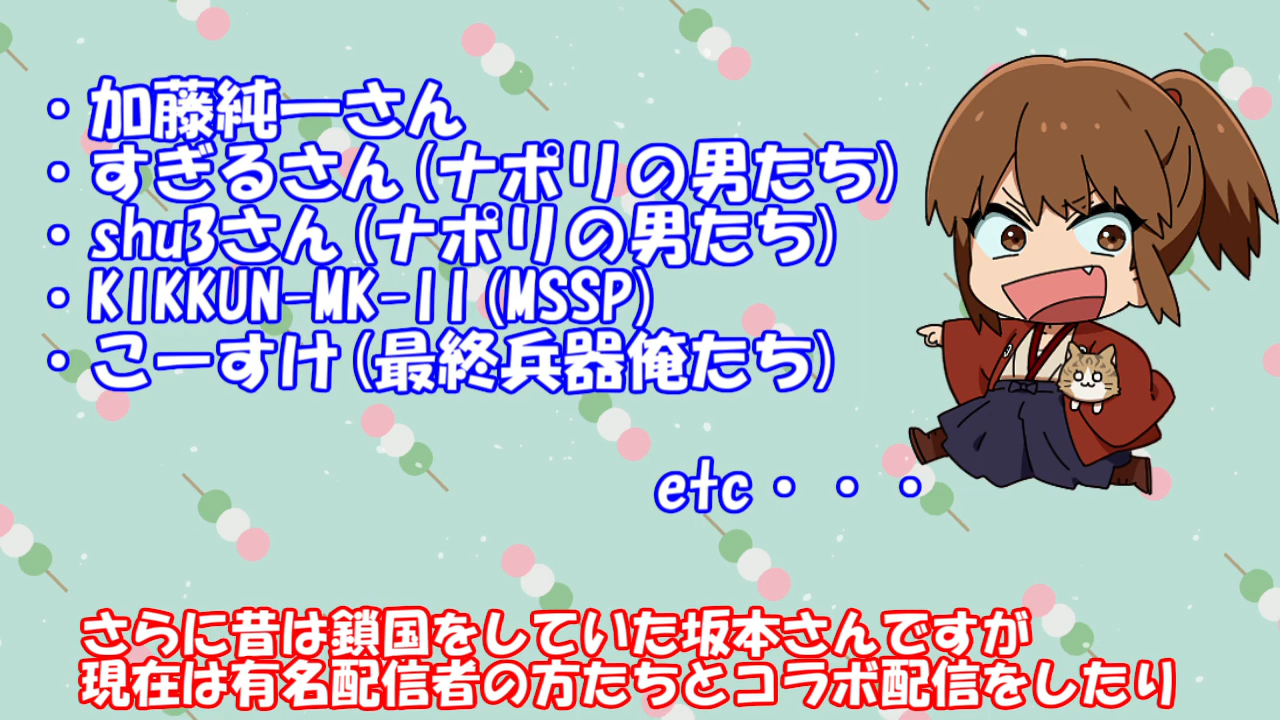 ・加藤純一さん
・すぎるさん(ナポリの男たち)
・shu3さん(ナポリの男たち)
・KIKKUN-MK-II(MSSP)
・こーすけ(最終兵器俺たち)
etc・・・
さらに昔は鎖国をしていた坂本さんですが
現在は有名配信者の方たちとコラボ配信をしたり